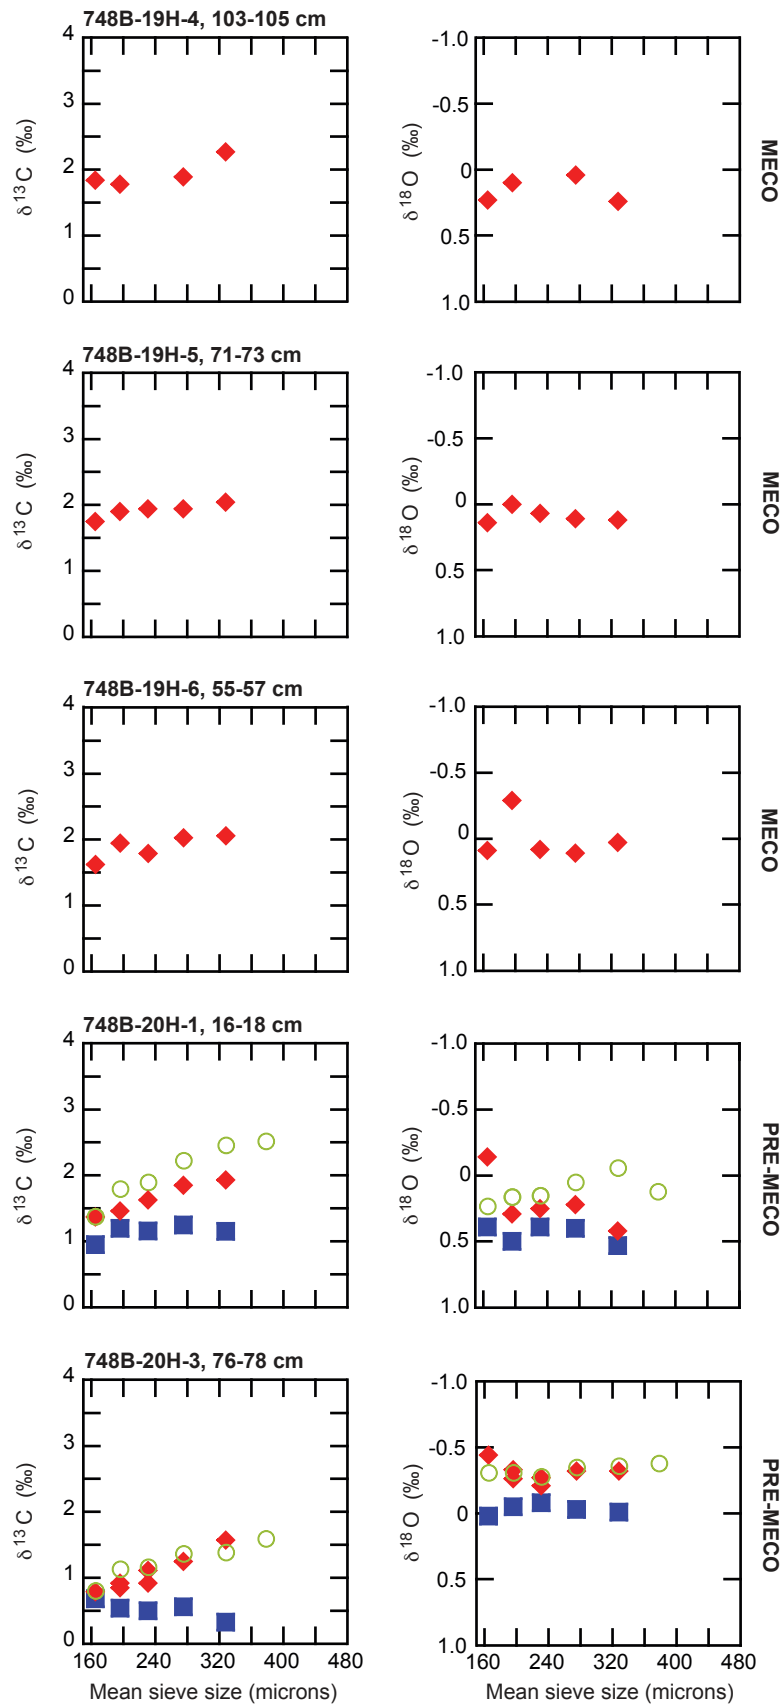 748B-19H-4, 103-105 cm
4
3
2
1
0
δ13C (‰)
-1.0
-0.5
0
0.5
1.0
δ18O (‰)
MECO
748B-19H-5, 71-73 cm
4
3
2
1
0
δ13C (‰)
-1.0
-0.5
0
0.5
1.0
δ18O (‰)
MECO
748B-19H-6, 55-57 cm
4
3
2
1
0
δ13C (‰)
-1.0
-0.5
0
0.5
1.0
δ18O (‰)
MECO
748B-20H-1, 16-18 cm
4
3
2
1
0
δ13C (‰)
-1.0
-0.5
0
0.5
1.0
δ18O (‰)
PRE-MECO
748B-20H-3, 76-78 cm
4
3
2
1
0
δ13C (‰)
160 240 320 400 480
Mean sieve size (microns)
-1.0
-0.5
0
0.5
1.0
δ18O (‰)
160 240 320 400 480
Mean sieve size (microns)
PRE-MECO